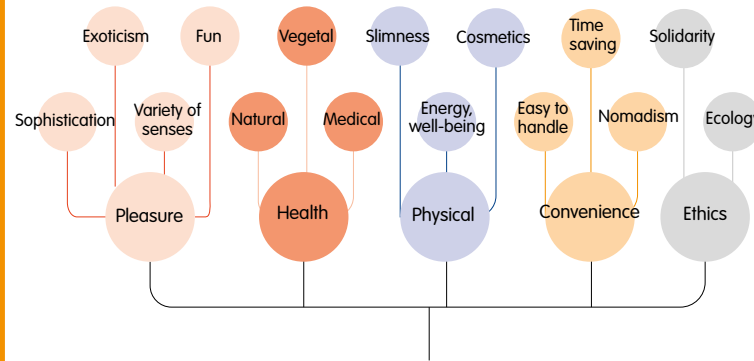 Exoticism
Fun
Vegetal
Slimness
Cosmetics
Time
saving
Solidarity
Sophistication
Variety of
senses
Natural
Medical
Energy,
well-being
Easy to
handle
Nomadism
Ecology
Pleasure
Health
Physical
Convenience
Ethics